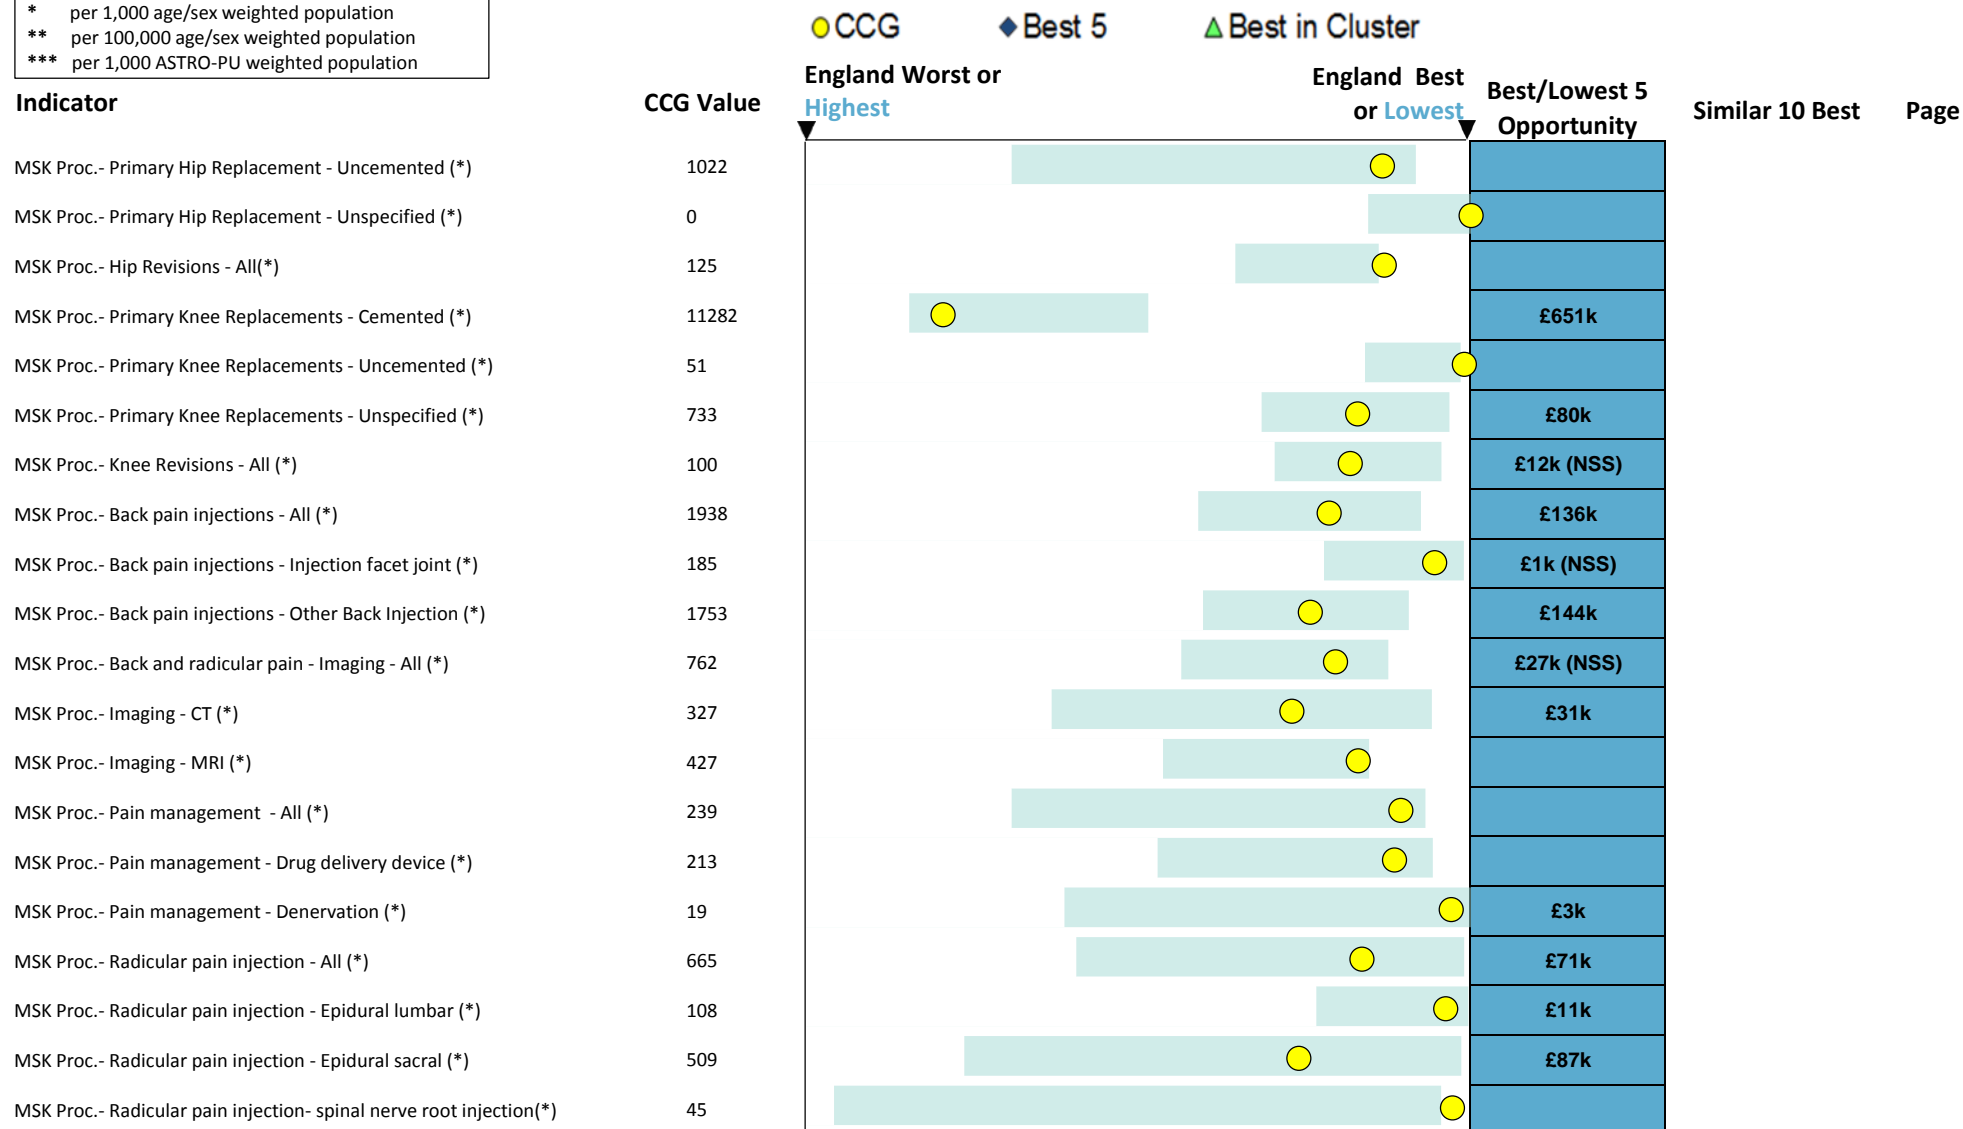 * per 1,000 age/sex weighted population
** per 100,000 age/sex weighted population
*** per 1,000 ASTRO-PU weighted population
CCG Best 5 Best in Cluster
Indicator CCG Value England Worst or Highest England Best or Lowest Best/Lowest 5 Opportunity Similar 10 Best Page
MSK Proc.- Primary Hip Replacement - Uncemented (*) 1022
MSK Proc.- Primary Hip Replacement - Unspecified (*) 0
MSK Proc.- Hip Revisions - All(*) 125
MSK Proc.- Primary Knee Replacements - Cemented (*) 11282 £651k
MSK Proc.- Primary Knee Replacements - Uncemented (*) 51
MSK Proc.- Primary Knee Replacements - Unspecified (*) 733 £80k
MSK Proc.- Knee Revisions - All (*) 100 £12k (NSS)
MSK Proc.- Back pain injections - All (*) 1938 £136k
MSK Proc.- Back pain injections - Injection facet joint (*) 185 £1k (NSS)
MSK Proc.- Back pain injections - Other Back Injection (*) 1753 £144k
MSK Proc.- Back and radicular pain - Imaging - All (*) 762 £27k (NSS)
MSK Proc.- Imaging - CT (*) 327 £31k
MSK Proc.- Imaging - MRI (*) 427
MSK Proc.- Pain management - All (*) 239
MSK Proc.- Pain management - Drug delivery device (*) 213
MSK Proc.- Pain management - Denervation (*) 19 £3k
MSK Proc.- Radicular pain injection - All (*) 665 £71k
MSK Proc.- Radicular pain injection - Epidural lumbar (*) 108 £11k
MSK Proc.- Radicular pain injection - Epidural sacral (*) 509 £87k
MSK Proc.- Radicular pain injection- spinal nerve root injection(*) 45